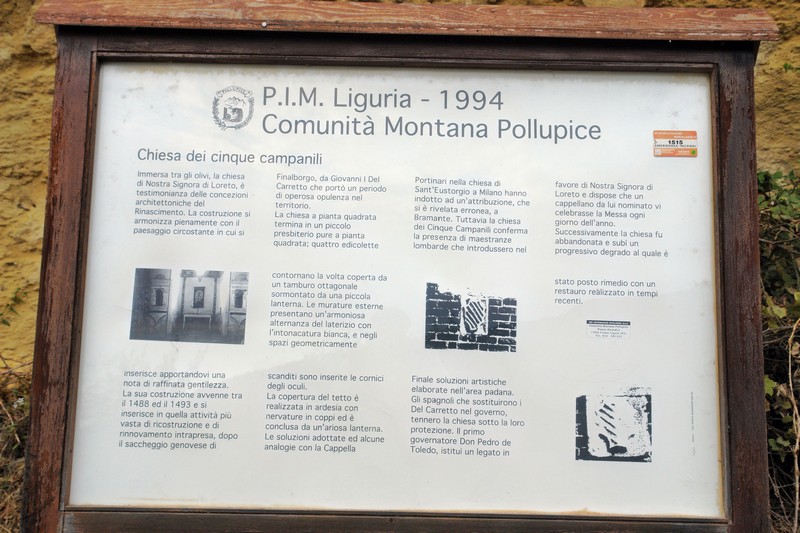 P.I.M. Liguria - 1994
Comunità Montana Pollupice
1515
Chiesa dei cinque campanili
Immersa tra gli olivi, la chiesa
di Nostra Signora di Loreto, è
testimonianza delle concezioni
architettoniche del
Rinascimento. La costruzione si
armonizza pienamente con il
paesaggio circostante in cui si
inserisce apportandovi una
nota di raffinata gentilezza.
La sua costruzione avvenne tra
il 1488 ed il 1493 e si
inserisce in quella attività più
vasta di ricostruzione e di
rinnovamento intrapresa, dopo
il saccheggio genovese di
Finalborgo, da Giovanni I Del
Carretto che portò un periodo
di operosa opulenza nel
territorio.
La chiesa a pianta quadrata
termina in un piccolo
presbiterio pure a pianta
quadrata; quattro edicolette
contornano la volta coperta da
un tamburo ottagonale
sormontato da una piccola
lanterna. Le murature esterne
presentano un'armoniosa
alternanza del laterizio con
l'intonacatura bianca, e negli
spazi geometricamente
scanditi sono inserite le cornici
degli oculi.
La copertura del tetto è
realizzata in ardesia con
nervature in coppi ed è
conclusa da un'ariosa lanterna.
Le soluzioni adottate ed alcune
analogie con la Cappella
Portinari nella chiesa di
Sant'Eustorgio a Milano hanno
indotto ad un'attribuzione, che
si è rivelata erronea, a
Bramante. Tuttavia la chiesa
dei Cinque Campanili conferma
la presenza di maestranze
lombarde che introdussero nel
Finale soluzioni artistiche
elaborate nell'area padana.
Gli spagnoli che sostituirono i
Del Carretto nel governo,
tennero la chiesa sotto la loro
protezione. Il primo
governatore Don Pedro de
Toledo, istituì un legato in
favore di Nostra Signora di
Loreto e dispose che un
cappellano da lui nominato vi
celebrasse la Messa ogni
giorno dell'anno.
Successivamente la chiesa fu
abbandonata e subì un
progressivo degrado al quale è
stato posto rimedio con un
restauro realizzato in tempi
recenti.